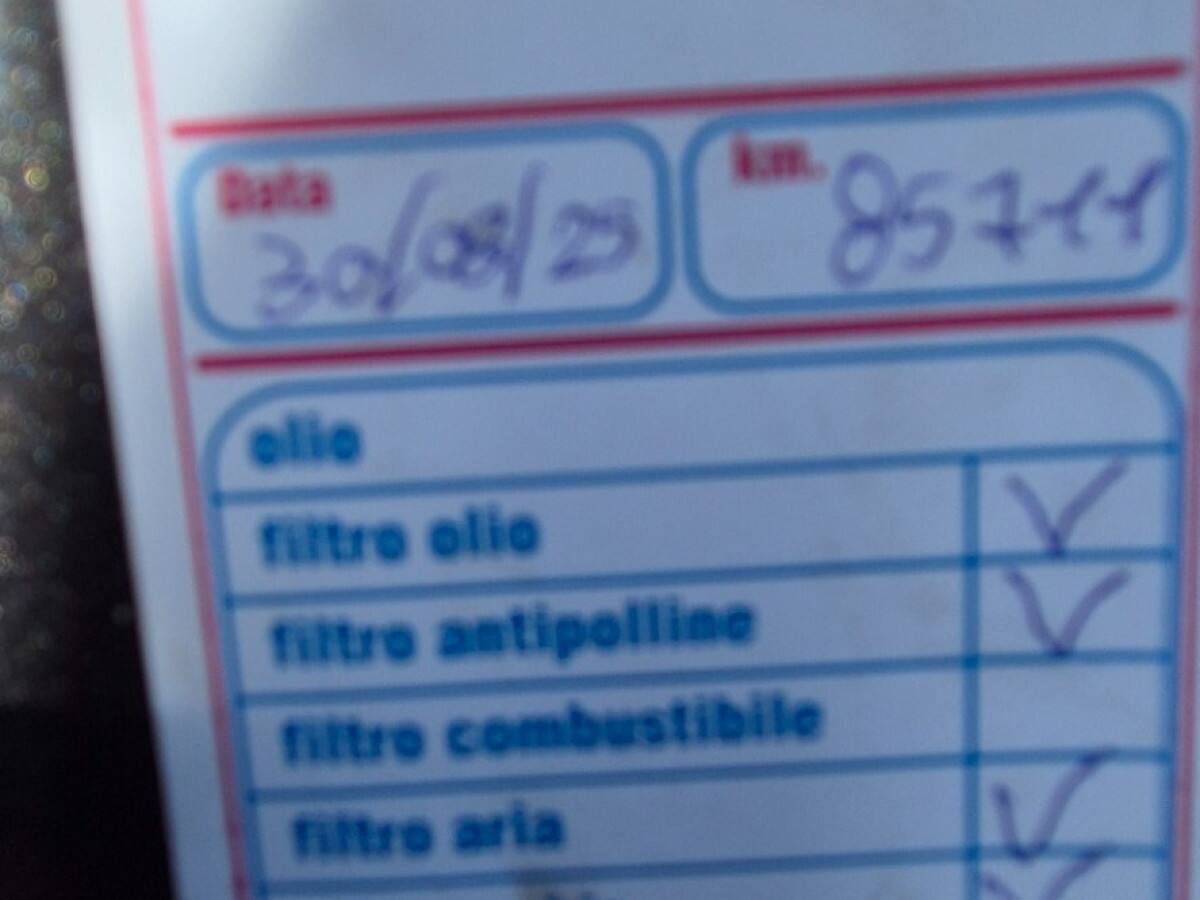 Data km.
30/08/25 85711
olio
filtro olio V
filtro antipolline V
filtro combustibile
filtro aria V